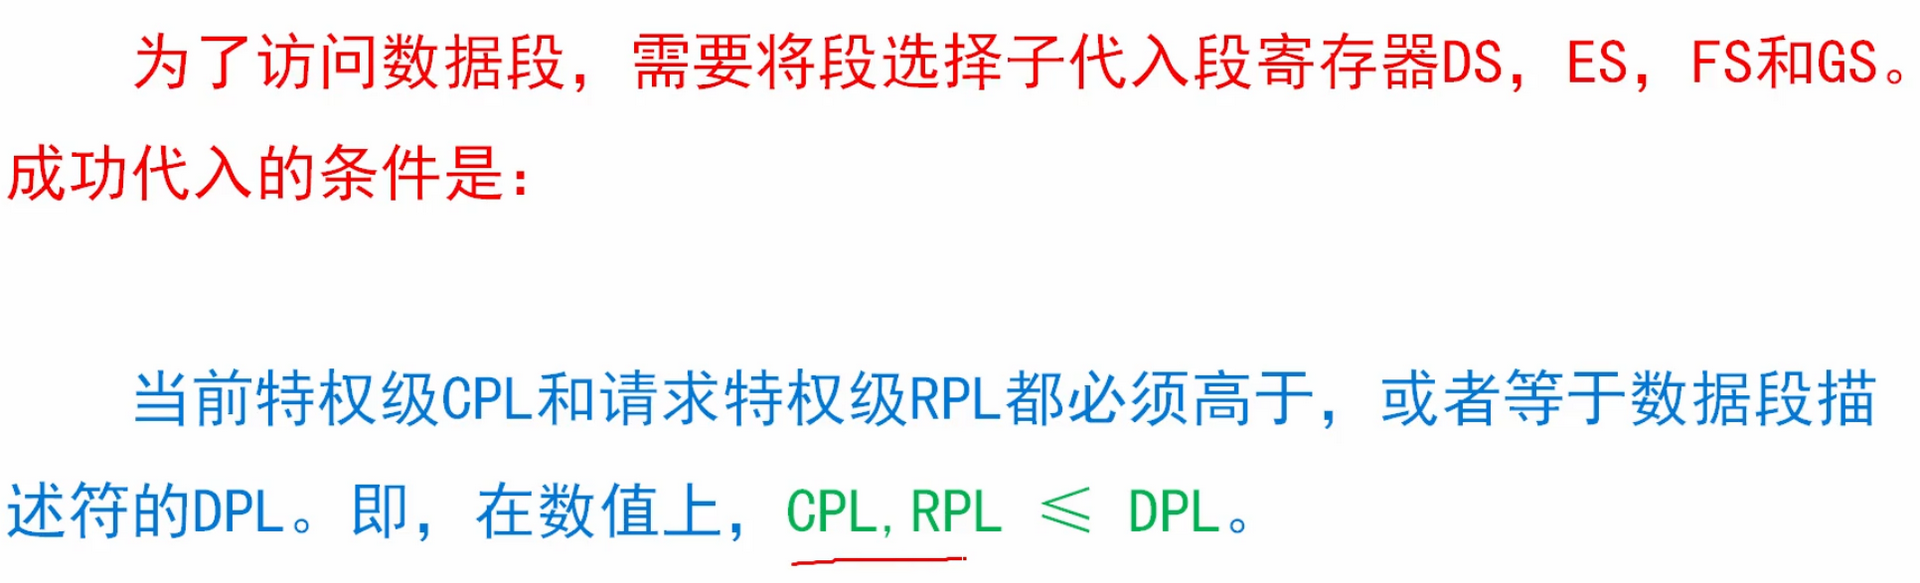 为了访问数据段，需要将段选择子代入段寄存器DS，ES，FS和GS。
成功代入的条件是：
当前特权级CPL和请求特权级RPL都必须高于，或者等于数据段描
述符的DPL。即，在数值上，CPL,RPL ≤ DPL。